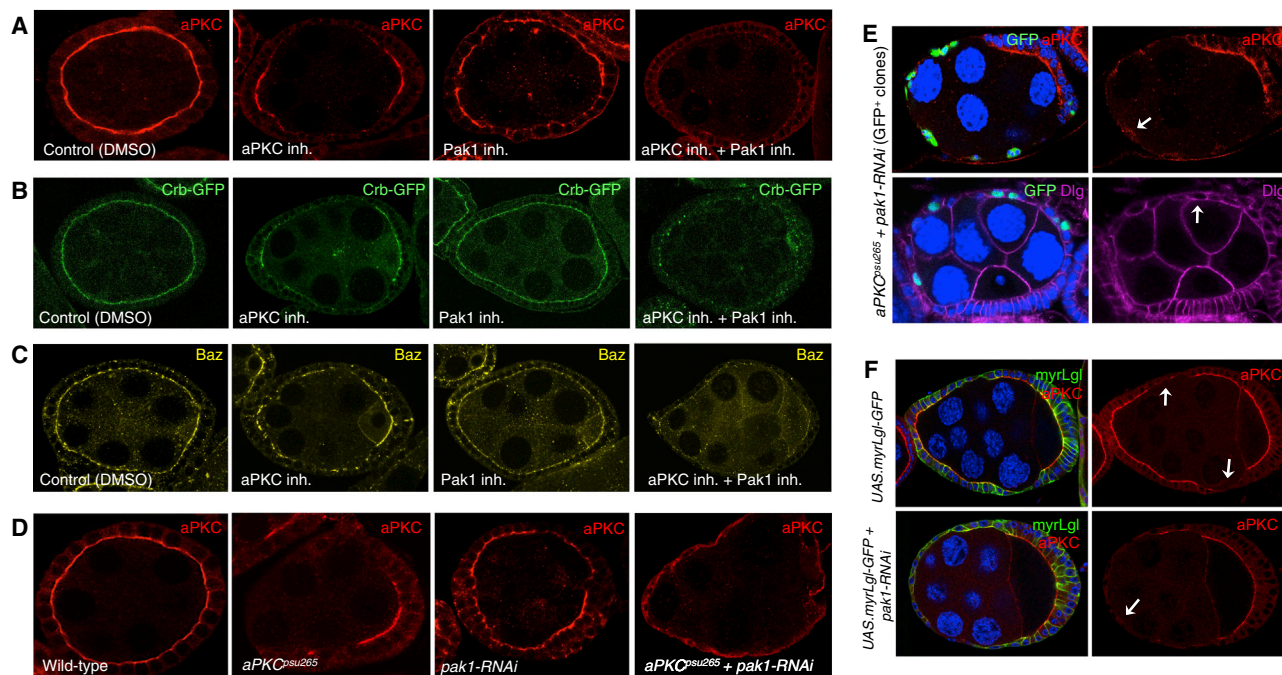 A
aPKC
aPKC
aPKC
aPKC
Control (DMSO)
aPKC inh.
Pak1 inh.
aPKC inh. + Pak1 inh.
B
Crb-GFP
Crb-GFP
Crb-GFP
Crb-GFP
Control (DMSO)
aPKC inh.
Pak1 inh.
aPKC inh. + Pak1 inh.
C
Baz
Baz
Baz
Baz
Control (DMSO)
aPKC inh.
Pak1 inh.
aPKC inh. + Pak1 inh.
D
aPKC
aPKC
aPKC
aPKC
Wild-type
aPKCpsu265
pak1-RNAi
aPKCpsu265 + pak1-RNAi
E
aPKCpsu265 + pak1-RNAi (GFP+ clones)
GFP aPKC
aPKC
GFP Dlg
Dlg
F
UAS.myrLgl-GFP
myrLgl
aPKC
aPKC
UAS.myrLgl-GFP +
pak1-RNAi
myrLgl
aPKC
aPKC